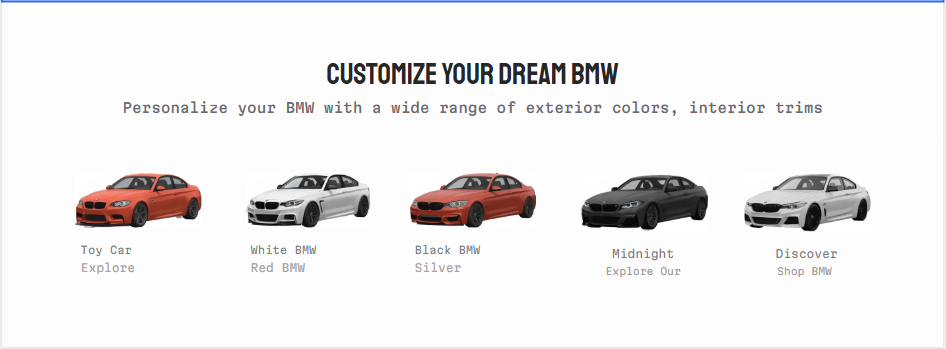 CUSTOMIZE YOUR DREAM BMW
Personalize your BMW with a wide range of exterior colors, interior trims
Toy Car
Explore
White BMW
Red BMW
Black BMW
Silver
Midnight
Explore Our
Discover
Shop BMW